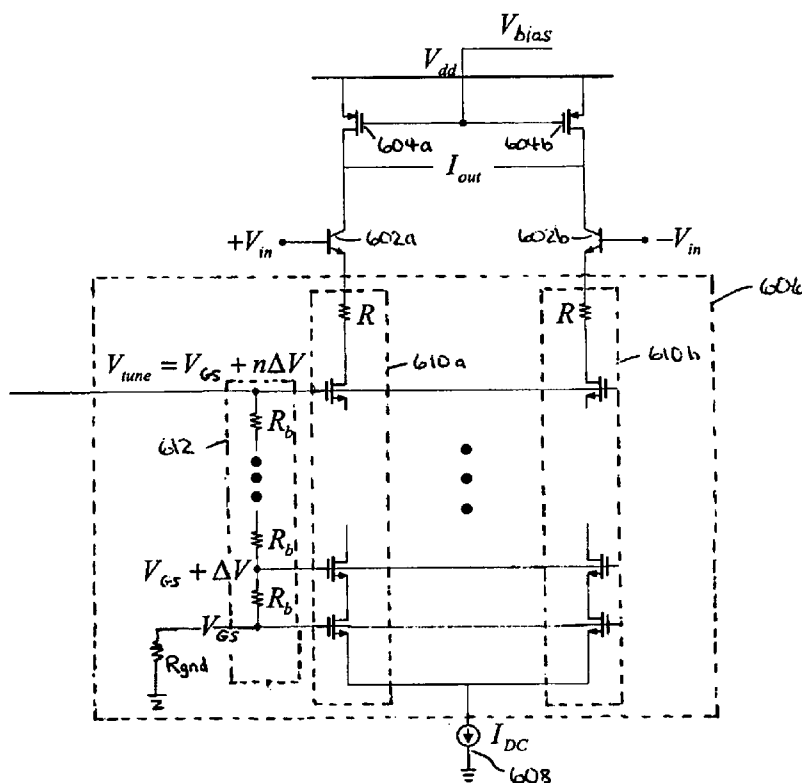 V_bias
V_dd
604a
604b
I_out
+V_in
602a
602b
-V_in
606
R
R
V_tune = V_GS + nΔV
610a
610b
612
R_b
R_b
V_GS + ΔV
R_b
V_GS
Rgnd
I_DC
608